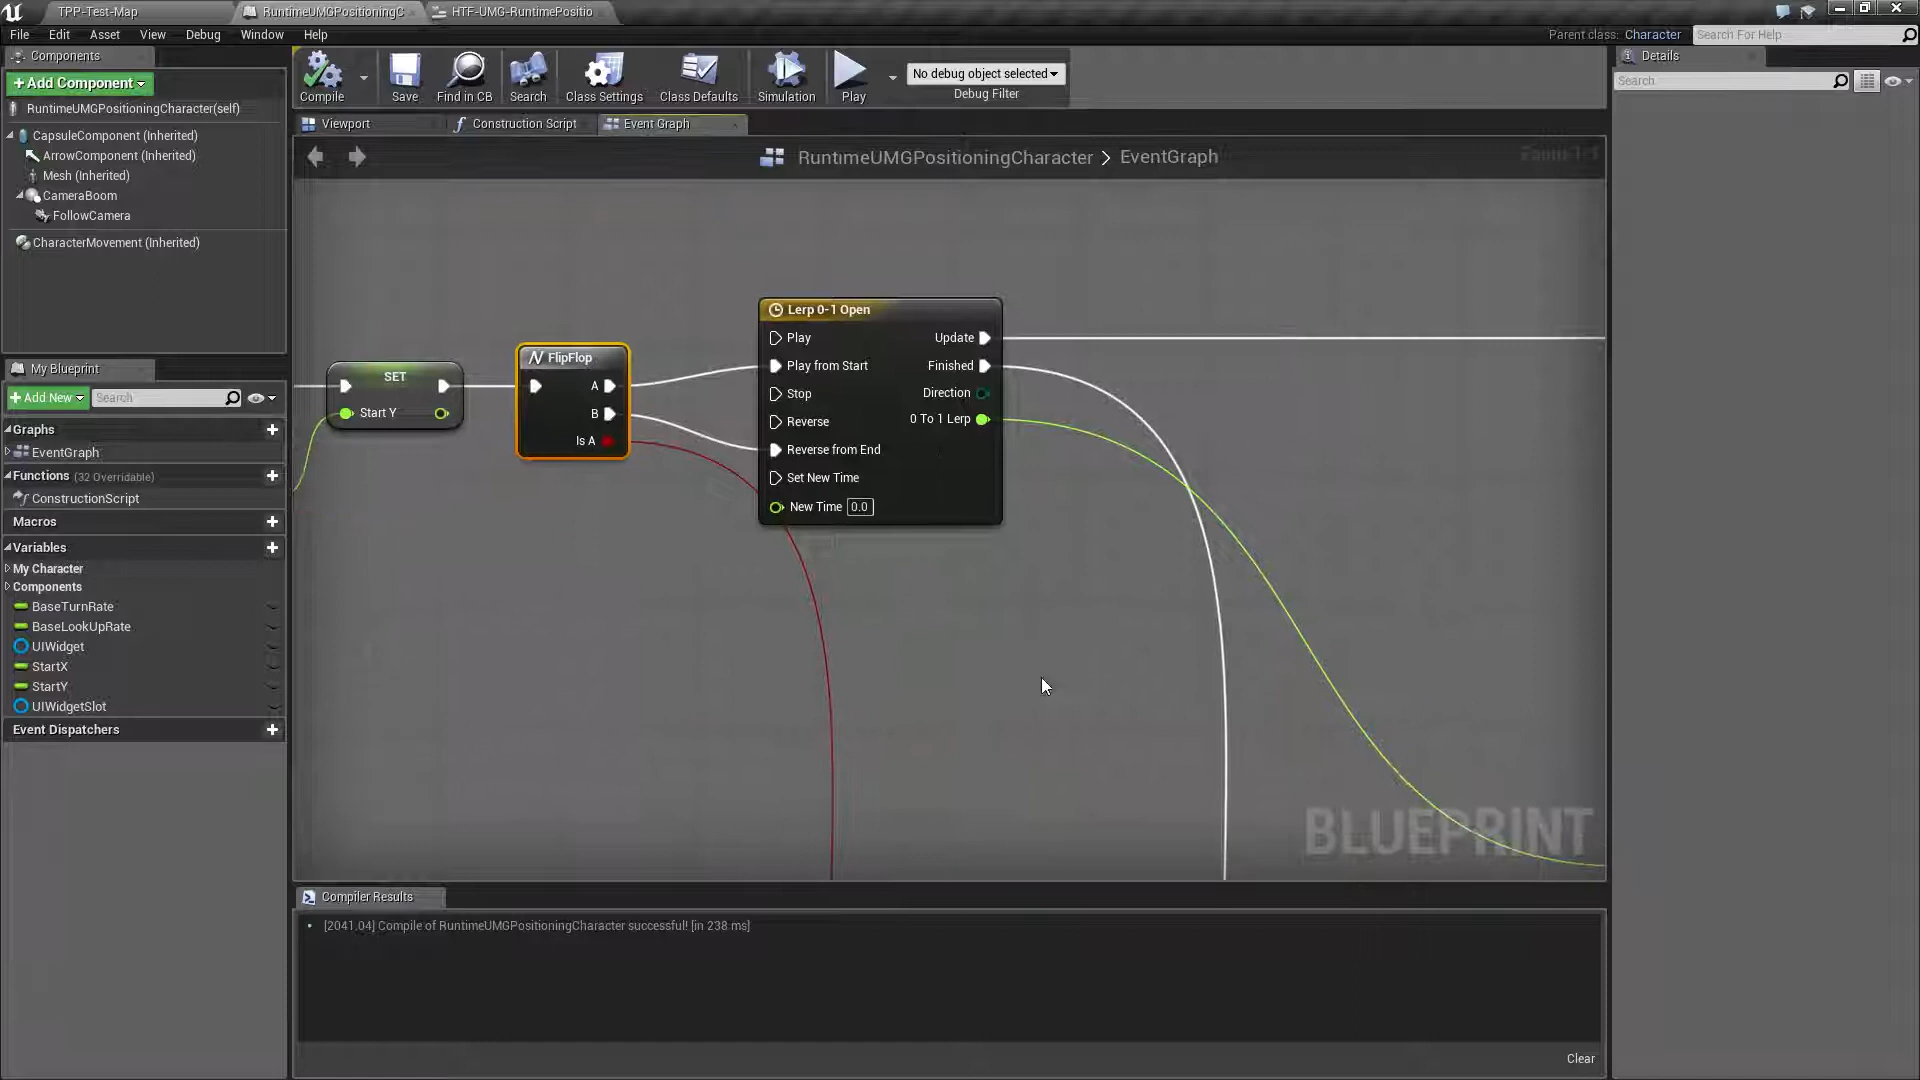 TPP-Test-Map
RuntimeUMGPositioningC
HTF-UMG-RuntimePositio
File Edit Asset View Debug Window Help
Parent class: Character
Search For Help
Components
+Add Component
RuntimeUMGPositioningCharacter(self)
CapsuleComponent (Inherited)
ArrowComponent (Inherited)
Mesh (Inherited)
CameraBoom
FollowCamera
CharacterMovement (Inherited)
My Blueprint
+Add New
Search
Graphs
EventGraph
Functions (32 Overridable)
ConstructionScript
Macros
Variables
My Character
Components
BaseTurnRate
BaseLookUpRate
UIWidget
StartX
StartY
UIWidgetSlot
Event Dispatchers
Compile
Save
Find in CB
Search
Class Settings
Class Defaults
Simulation
Play
No debug object selected
Debug Filter
Viewport
Construction Script
Event Graph
RuntimeUMGPositioningCharacter > EventGraph
SET
Start Y
FlipFlop
A
B
Is A
Lerp 0-1 Open
Play
Update
Play from Start
Finished
Stop
Direction
Reverse
0 To 1 Lerp
Reverse from End
Set New Time
New Time 0.0
BLUEPRINT
Compiler Results
[2041.04] Compile of RuntimeUMGPositioningCharacter successful! [in 238 ms]
Clear
Details
Search